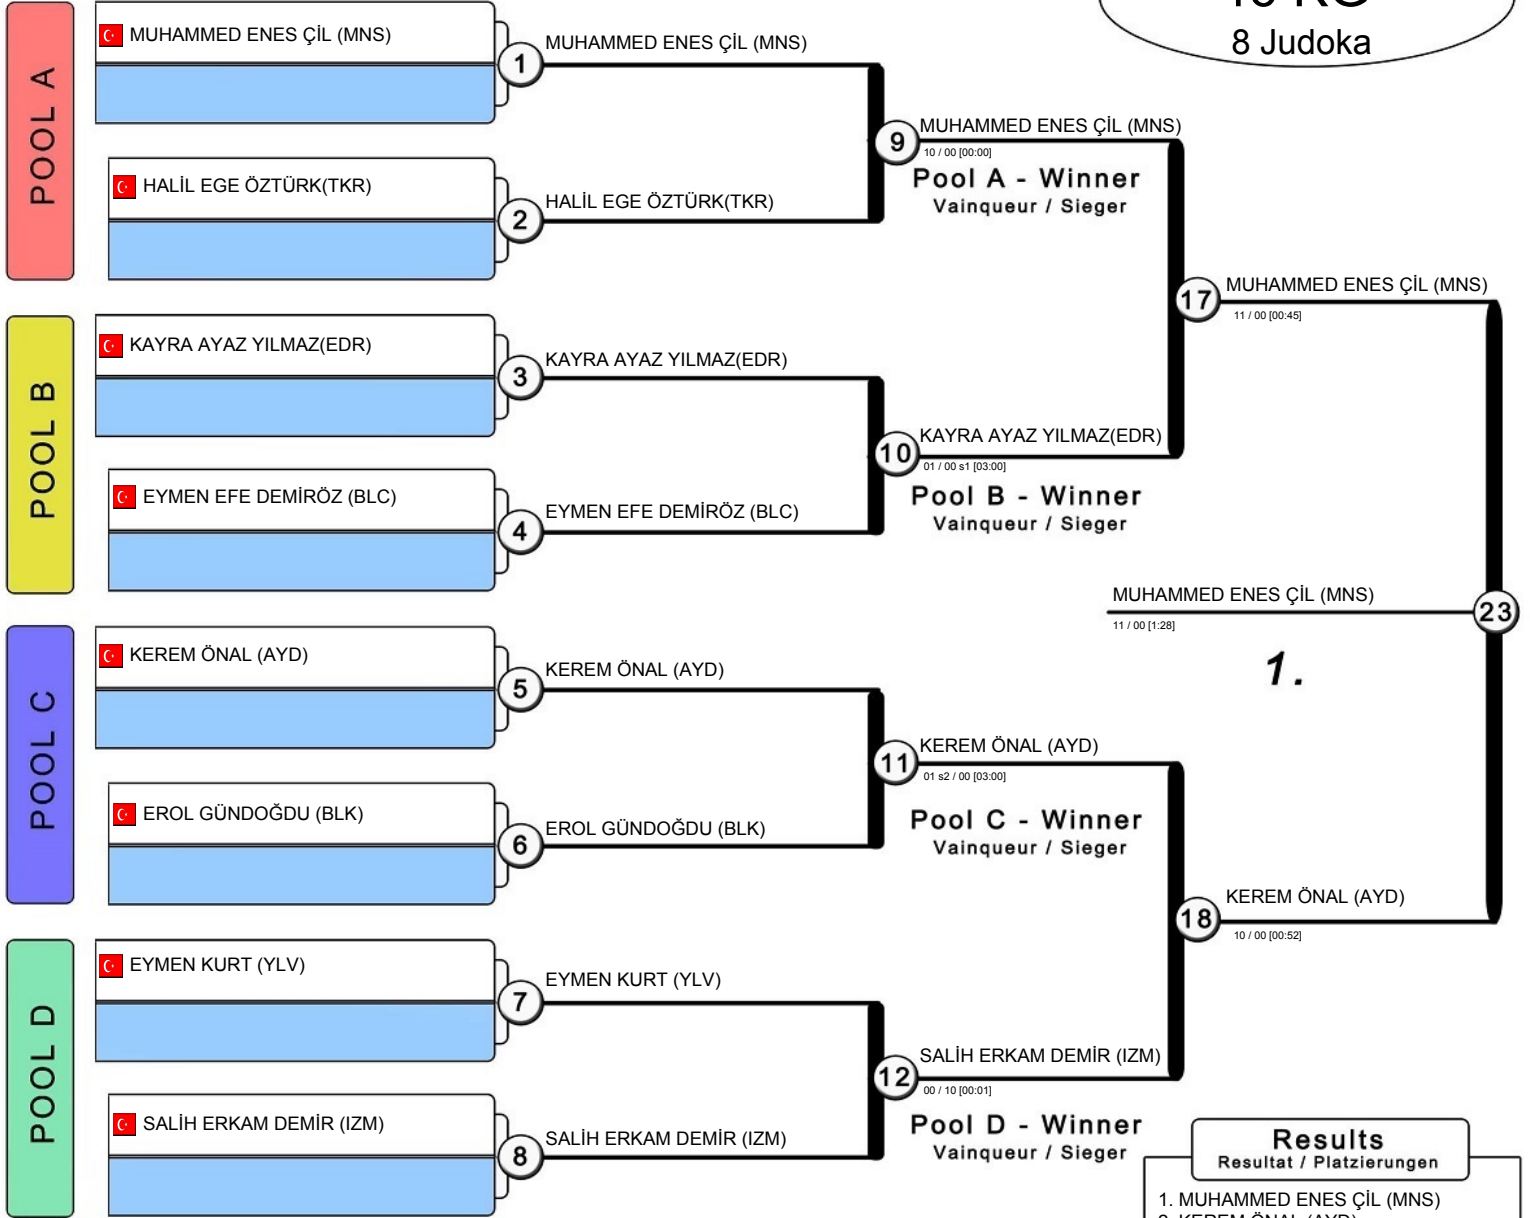 KG
8 Judoka
POOL A
MUHAMMED ENES ÇİL (MNS)
1
MUHAMMED ENES ÇİL (MNS)
HALİL EGE ÖZTÜRK(TKR)
2
HALİL EGE ÖZTÜRK(TKR)
9
MUHAMMED ENES ÇİL (MNS)
10 / 00 [00:00]
Pool A - Winner
Vainqueur / Sieger
POOL B
KAYRA AYAZ YILMAZ(EDR)
3
KAYRA AYAZ YILMAZ(EDR)
EYMEN EFE DEMİRÖZ (BLC)
4
EYMEN EFE DEMİRÖZ (BLC)
10
KAYRA AYAZ YILMAZ(EDR)
01 / 00 s1 [03:00]
Pool B - Winner
Vainqueur / Sieger
17
MUHAMMED ENES ÇİL (MNS)
11 / 00 [00:45]
MUHAMMED ENES ÇİL (MNS)
23
11 / 00 [1:28]
1.
POOL C
KEREM ÖNAL (AYD)
5
KEREM ÖNAL (AYD)
EROL GÜNDOĞDU (BLK)
6
EROL GÜNDOĞDU (BLK)
11
KEREM ÖNAL (AYD)
01 s2 / 00 [03:00]
Pool C - Winner
Vainqueur / Sieger
18
KEREM ÖNAL (AYD)
10 / 00 [00:52]
POOL D
EYMEN KURT (YLV)
7
EYMEN KURT (YLV)
SALİH ERKAM DEMİR (IZM)
8
SALİH ERKAM DEMİR (IZM)
12
SALİH ERKAM DEMİR (IZM)
00 / 10 [00:01]
Pool D - Winner
Vainqueur / Sieger
Results
Resultat / Platzierungen
1. MUHAMMED ENES ÇİL (MNS)
2. KEREM ÖNAL (AYD)